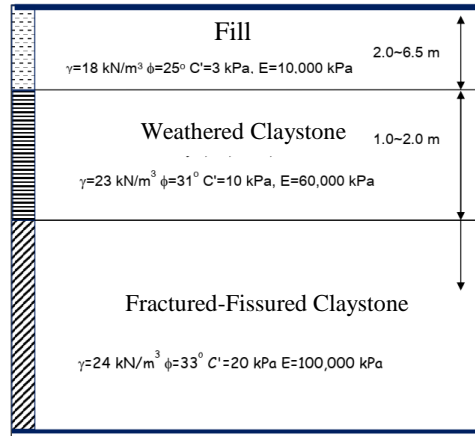 Fill
2.0~6.5 m
γ=18 kN/m³ ϕ=25° C'=3 kPa, E=10,000 kPa
Weathered Claystone
1.0~2.0 m
γ=23 kN/m³ ϕ=31° C'=10 kPa, E=60,000 kPa
Fractured-Fissured Claystone
γ=24 kN/m³ ϕ=33° C'=20 kPa E=100,000 kPa